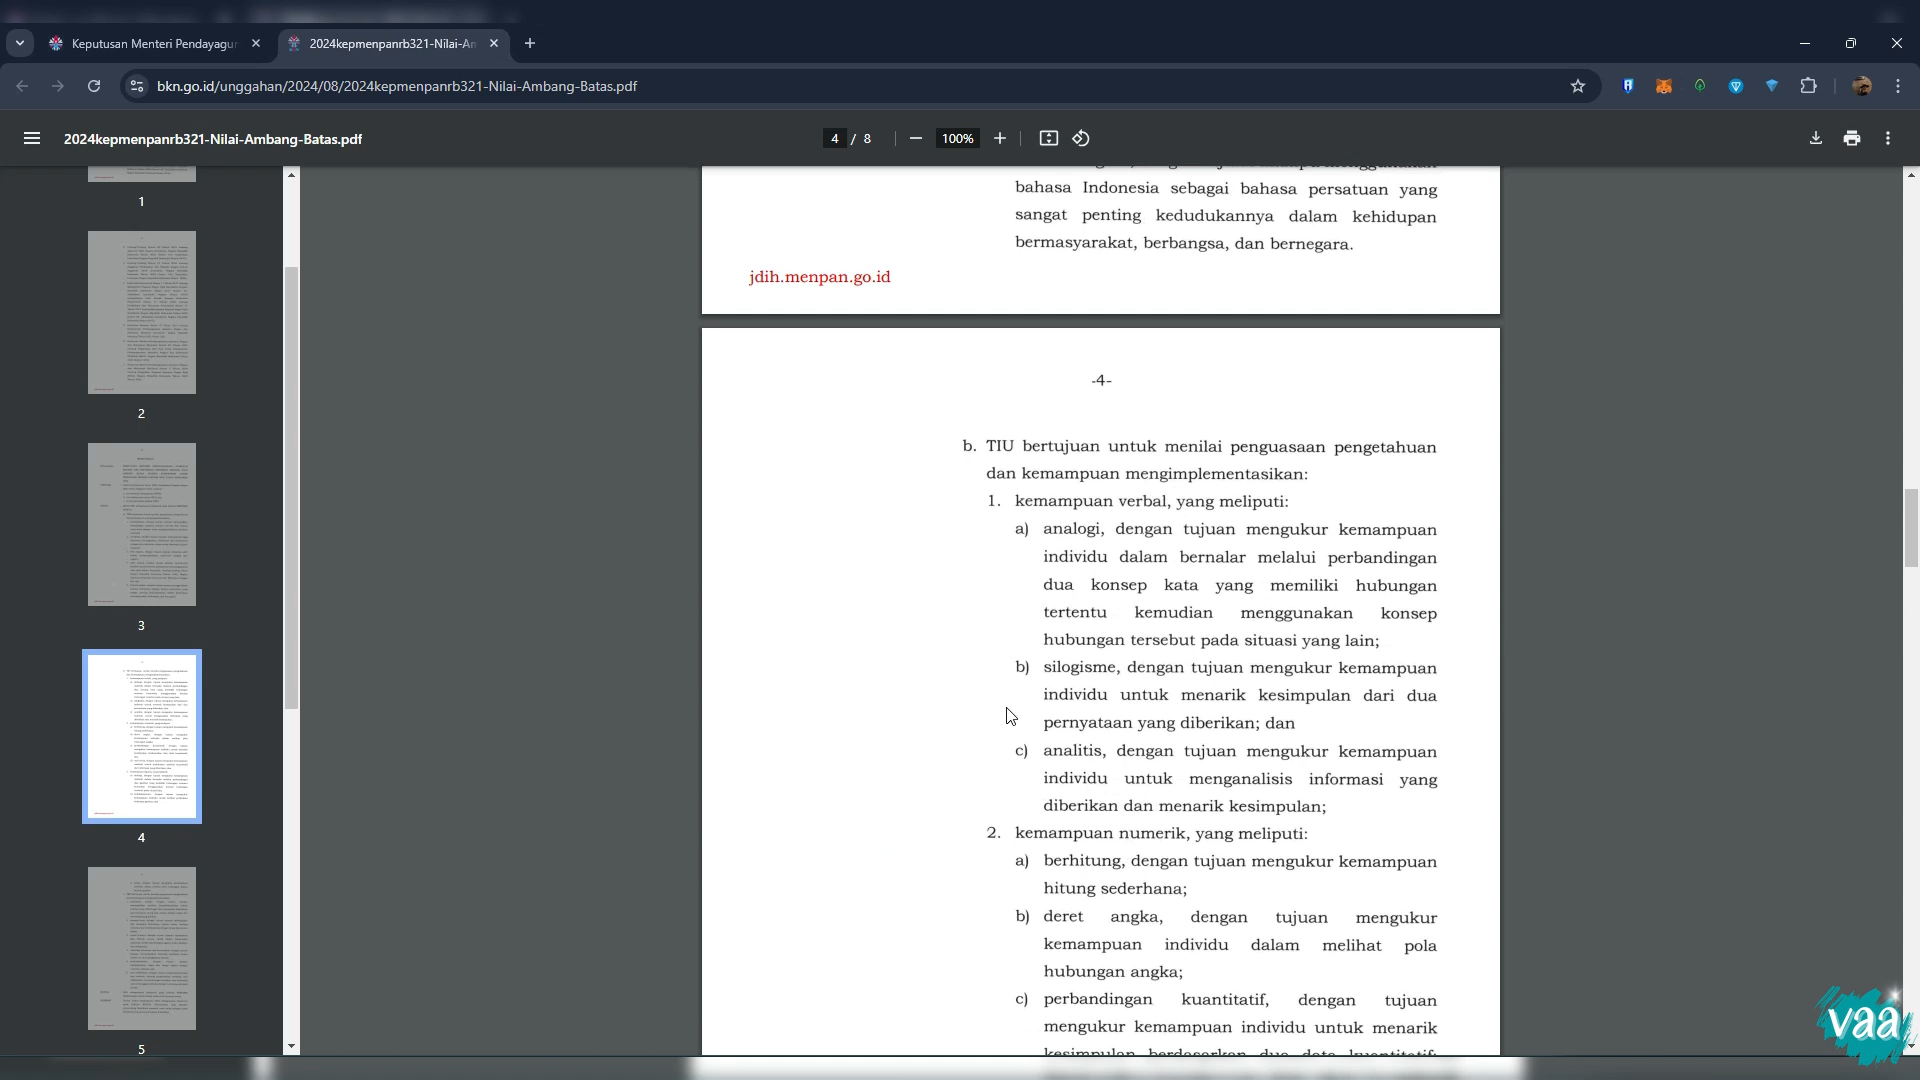 Keputusan Menteri Pendayagu
2024kepmenpanrb321-Nilai-An
bkn.go.id/unggahan/2024/08/2024kepmenpanrb321-Nilai-Ambang-Batas.pdf
2024kepmenpanrb321-Nilai-Ambang-Batas.pdf
4 / 8
100%
1
2
3
4
5
bahasa Indonesia sebagai bahasa persatuan yang
sangat penting kedudukannya dalam kehidupan
bermasyarakat, berbangsa, dan bernegara.
jdih.menpan.go.id
-4-
b. TIU bertujuan untuk menilai penguasaan pengetahuan
dan kemampuan mengimplementasikan:
1. kemampuan verbal, yang meliputi:
a) analogi, dengan tujuan mengukur kemampuan
individu dalam bernalar melalui perbandingan
dua konsep kata yang memiliki hubungan
tertentu kemudian menggunakan konsep
hubungan tersebut pada situasi yang lain;
b) silogisme, dengan tujuan mengukur kemampuan
individu untuk menarik kesimpulan dari dua
pernyataan yang diberikan; dan
c) analitis, dengan tujuan mengukur kemampuan
individu untuk menganalisis informasi yang
diberikan dan menarik kesimpulan;
2. kemampuan numerik, yang meliputi:
a) berhitung, dengan tujuan mengukur kemampuan
hitung sederhana;
b) deret angka, dengan tujuan mengukur
kemampuan individu dalam melihat pola
hubungan angka;
c) perbandingan kuantitatif, dengan tujuan
mengukur kemampuan individu untuk menarik
kesimpulan berdasarkan dua data kuantitatif;
vaa